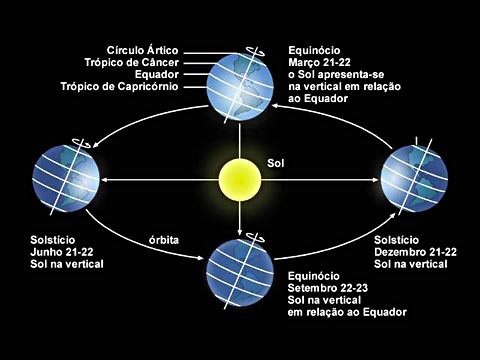 Círculo Ártico
Trópico de Câncer
Equador
Trópico de Capricórnio
Equinócio
Março 21-22
o Sol apresenta-se
na vertical em relação
ao Equador
Sol
Solstício
Junho 21-22
Sol na vertical
órbita
Equinócio
Setembro 22-23
Sol na vertical
em relação ao Equador
Solstício
Dezembro 21-22
Sol na vertical